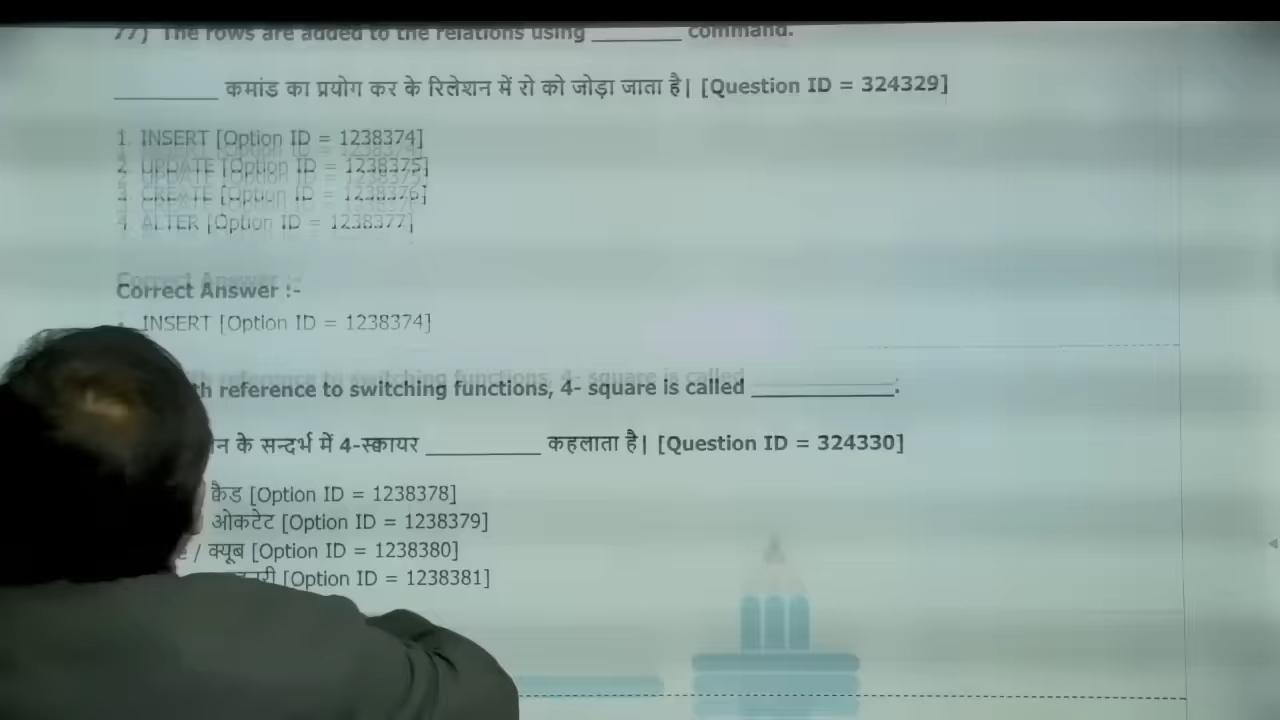 77) The rows are added to the relations using ________ command.
__________ कमांड का प्रयोग कर के रिलेशन में रो को जोड़ा जाता है| [Question ID = 324329]
1. INSERT [Option ID = 1238374]
2. UPDATE [Option ID = 1238375]
3. CREATE [Option ID = 1238376]
4. ALTER [Option ID = 1238377]
Correct Answer :-
• INSERT [Option ID = 1238374]
reference to switching functions, 4- square is called _____________.
के सन्दर्भ में 4-स्क्वायर ___________ कहलाता है| [Question ID = 324330]
कैड [Option ID = 1238378]
ओकटेट [Option ID = 1238379]
/ क्यूब [Option ID = 1238380]
[Option ID = 1238381]